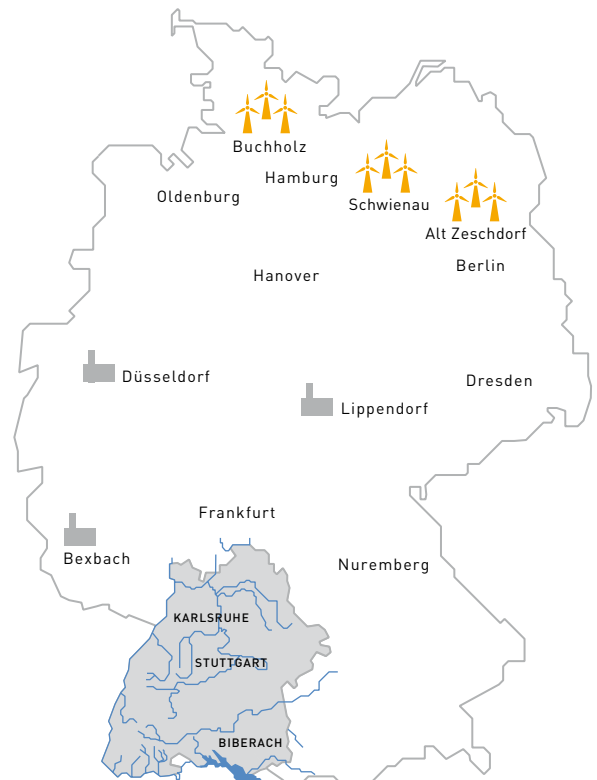 Buchholz
Hamburg
Oldenburg
Schwienau
Alt Zeschdorf
Berlin
Hanover
Düsseldorf
Dresden
Lippendorf
Frankfurt
Bexbach
Nuremberg
KARLSRUHE
STUTTGART
BIBERACH